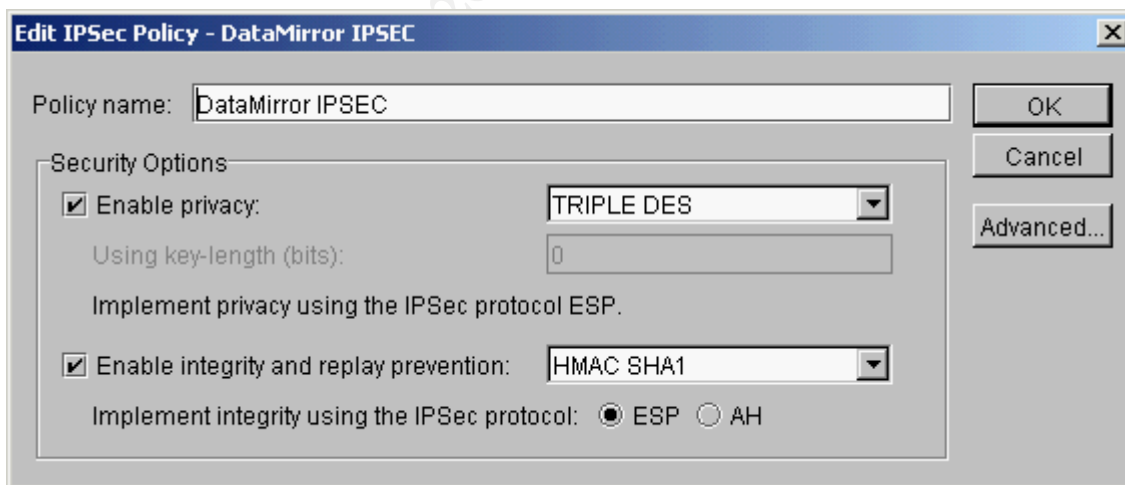 Edit IPSec Policy - DataMirror IPSEC
Policy name: DataMirror IPSEC
OK
Cancel
Advanced...
Security Options
Enable privacy: TRIPLE DES
Using key-length (bits): 0
Implement privacy using the IPSec protocol ESP.
Enable integrity and replay prevention: HMAC SHA1
Implement integrity using the IPSec protocol: ESP AH